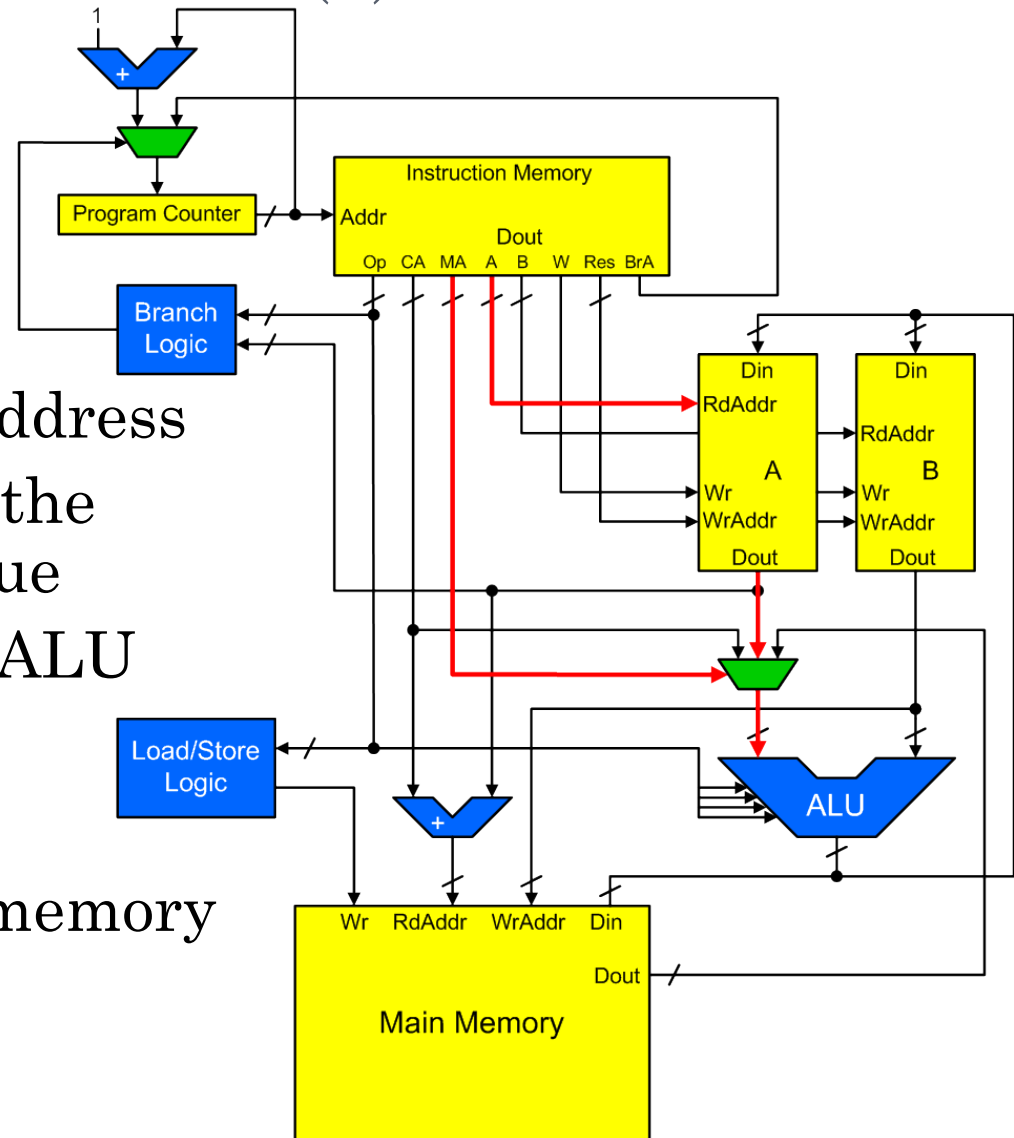 1
+
Program Counter
Instruction Memory
Addr
Dout
Op CA MA A B W Res BrA
Branch
Logic
ddress
the
ue
ALU
Din
RdAddr
A
Wr
WrAddr
Dout
Din
RdAddr
B
Wr
WrAddr
Dout
Load/Store
Logic
+
ALU
memory
Wr RdAddr WrAddr Din
Dout
Main Memory